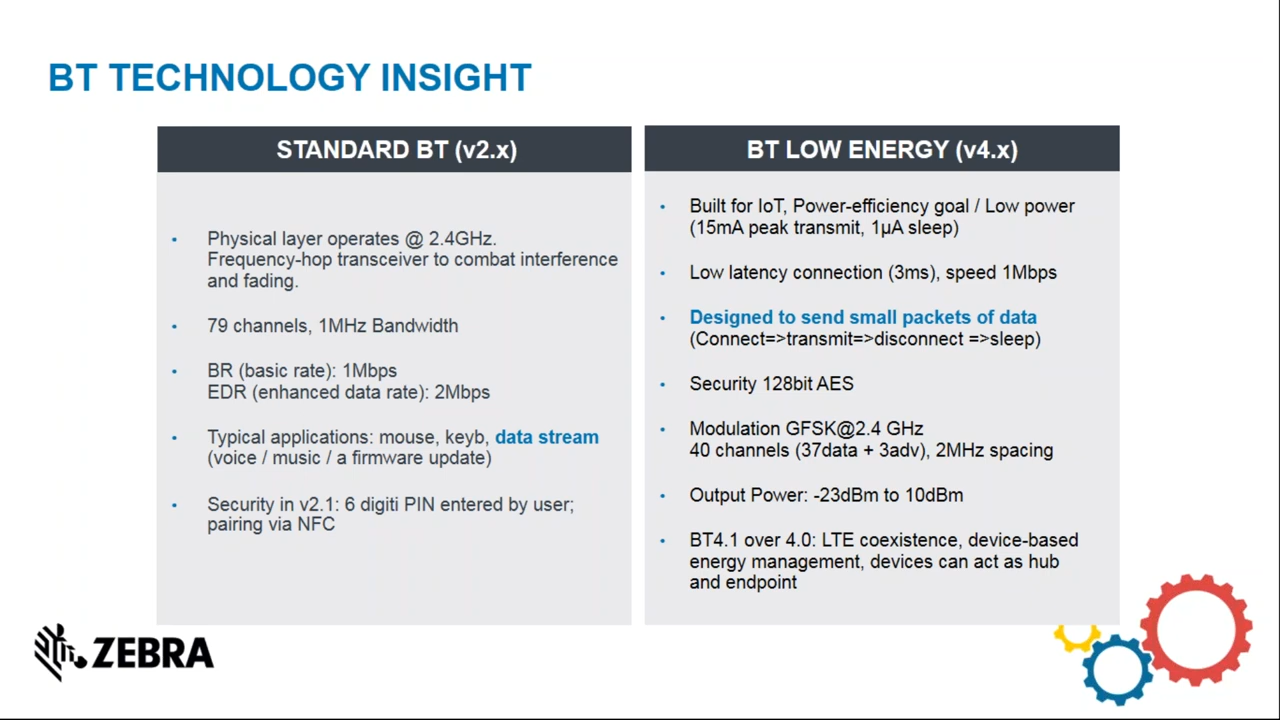 BT TECHNOLOGY INSIGHT
STANDARD BT (v2.x)
Physical layer operates @ 2.4GHz.
Frequency-hop transceiver to combat interference
and fading.
79 channels, 1MHz Bandwidth
BR (basic rate): 1Mbps
EDR (enhanced data rate): 2Mbps
Typical applications: mouse, keyb, data stream
(voice / music / a firmware update)
Security in v2.1: 6 digiti PIN entered by user;
pairing via NFC
BT LOW ENERGY (v4.x)
Built for IoT, Power-efficiency goal / Low power
(15mA peak transmit, 1µA sleep)
Low latency connection (3ms), speed 1Mbps
Designed to send small packets of data
(Connect=>transmit=>disconnect =>sleep)
Security 128bit AES
Modulation GFSK@2.4 GHz
40 channels (37data + 3adv), 2MHz spacing
Output Power: -23dBm to 10dBm
BT4.1 over 4.0: LTE coexistence, device-based
energy management, devices can act as hub
and endpoint
ZEBRA